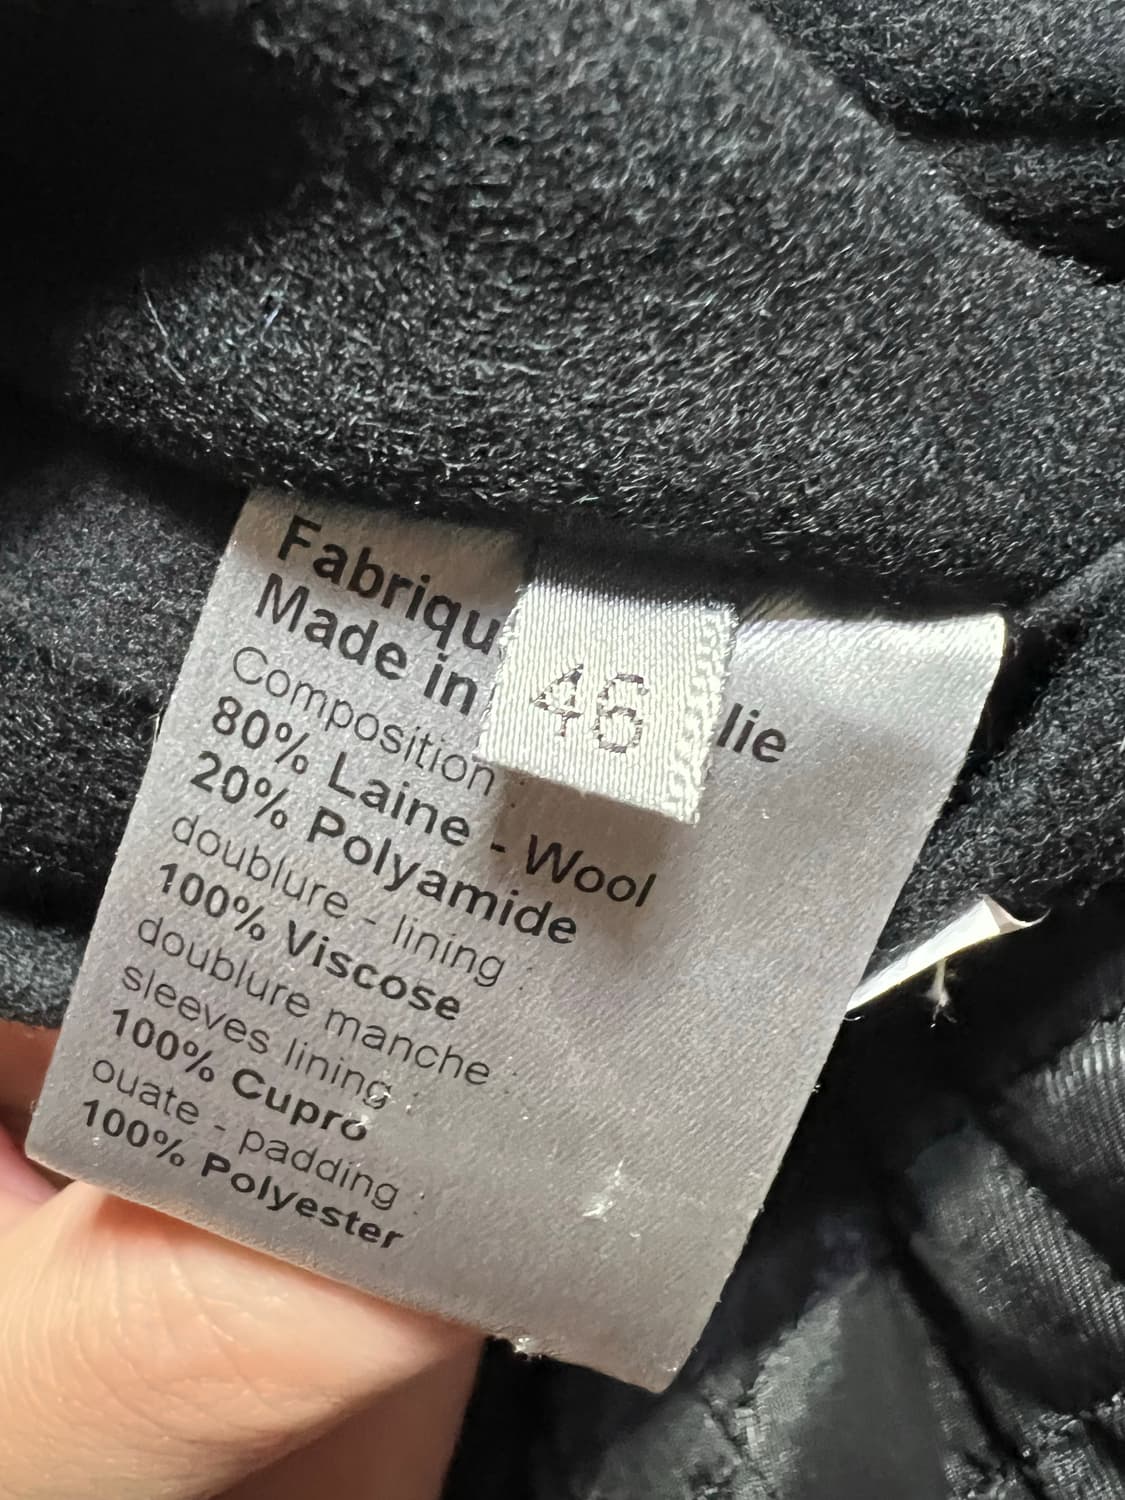 Fabriqu
Made in
lie
46
Composition :
80% Laine - Wool
20% Polyamide
doublure - lining :
100% Viscose
doublure manche :
sleeves lining :
100% Cupro
ouate - padding :
100% Polyester